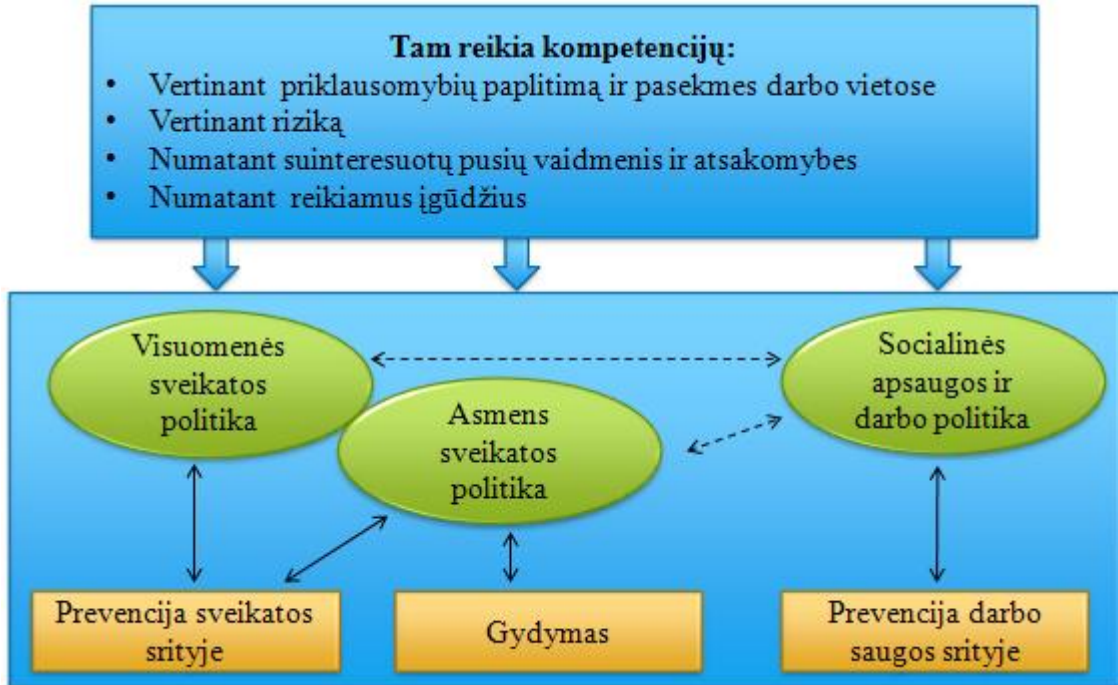 Tam reikia kompetencijų:
• Vertinant priklausomybių paplitimą ir pasekmes darbo vietose
• Vertinant riziką
• Numatant suinteresuotų pusių vaidmenis ir atsakomybes
• Numatant reikiamus įgūdžius
Visuomenės
sveikatos
politika
Asmens
sveikatos
politika
Socialinės
apsaugos ir
darbo politika
Prevencija sveikatos
srityje
Gydymas
Prevencija darbo
saugos srityje